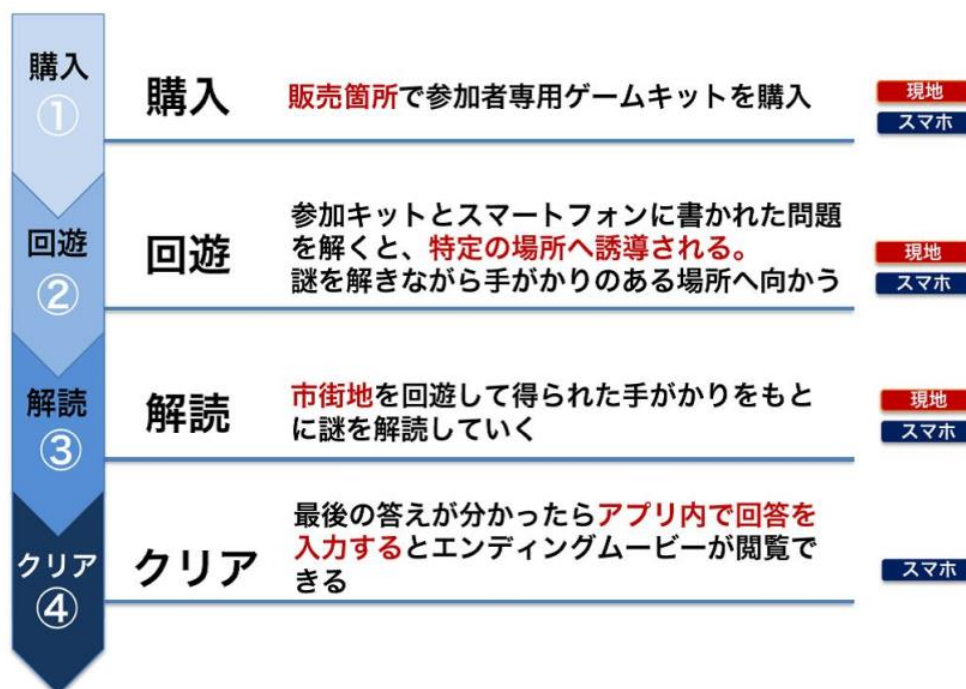 購入
①
購入
販売箇所で参加者専用ゲームキットを購入
現地
スマホ
回遊
②
回遊
参加キットとスマートフォンに書かれた問題
を解くと、特定の場所へ誘導される。
謎を解きながら手がかりのある場所へ向かう
現地
スマホ
解読
③
解読
市街地を回遊して得られた手がかりをもと
に謎を解読していく
現地
スマホ
クリア
④
クリア
最後の答えが分かったらアプリ内で回答を
入力するとエンディングムービーが閲覧で
きる
スマホ